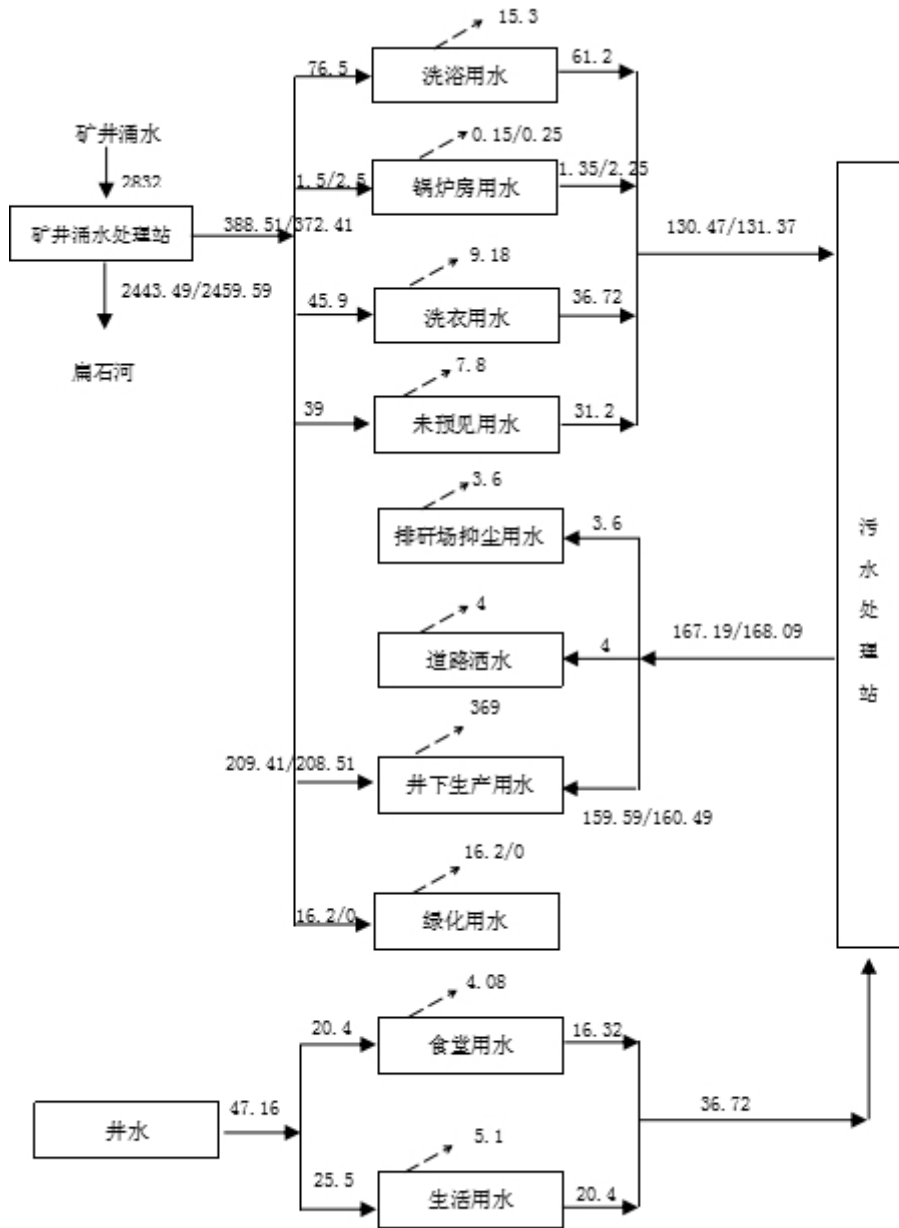 15.3
76.5
洗浴用水
61.2
矿井涌水
2832
0.15/0.25
1.5/2.5
锅炉房用水
1.35/2.25
矿井涌水处理站
388.51/372.41
130.47/131.37
2443.49/2459.59
9.18
45.9
洗衣用水
36.72
扁石河
7.8
39
未预见用水
31.2
3.6
排矸场抑尘用水
3.6
污
水
处
理
站
4
道路洒水
4
167.19/168.09
369
209.41/208.51
井下生产用水
159.59/160.49
16.2/0
16.2/0
绿化用水
4.08
20.4
食堂用水
16.32
井水
47.16
36.72
5.1
25.5
生活用水
20.4